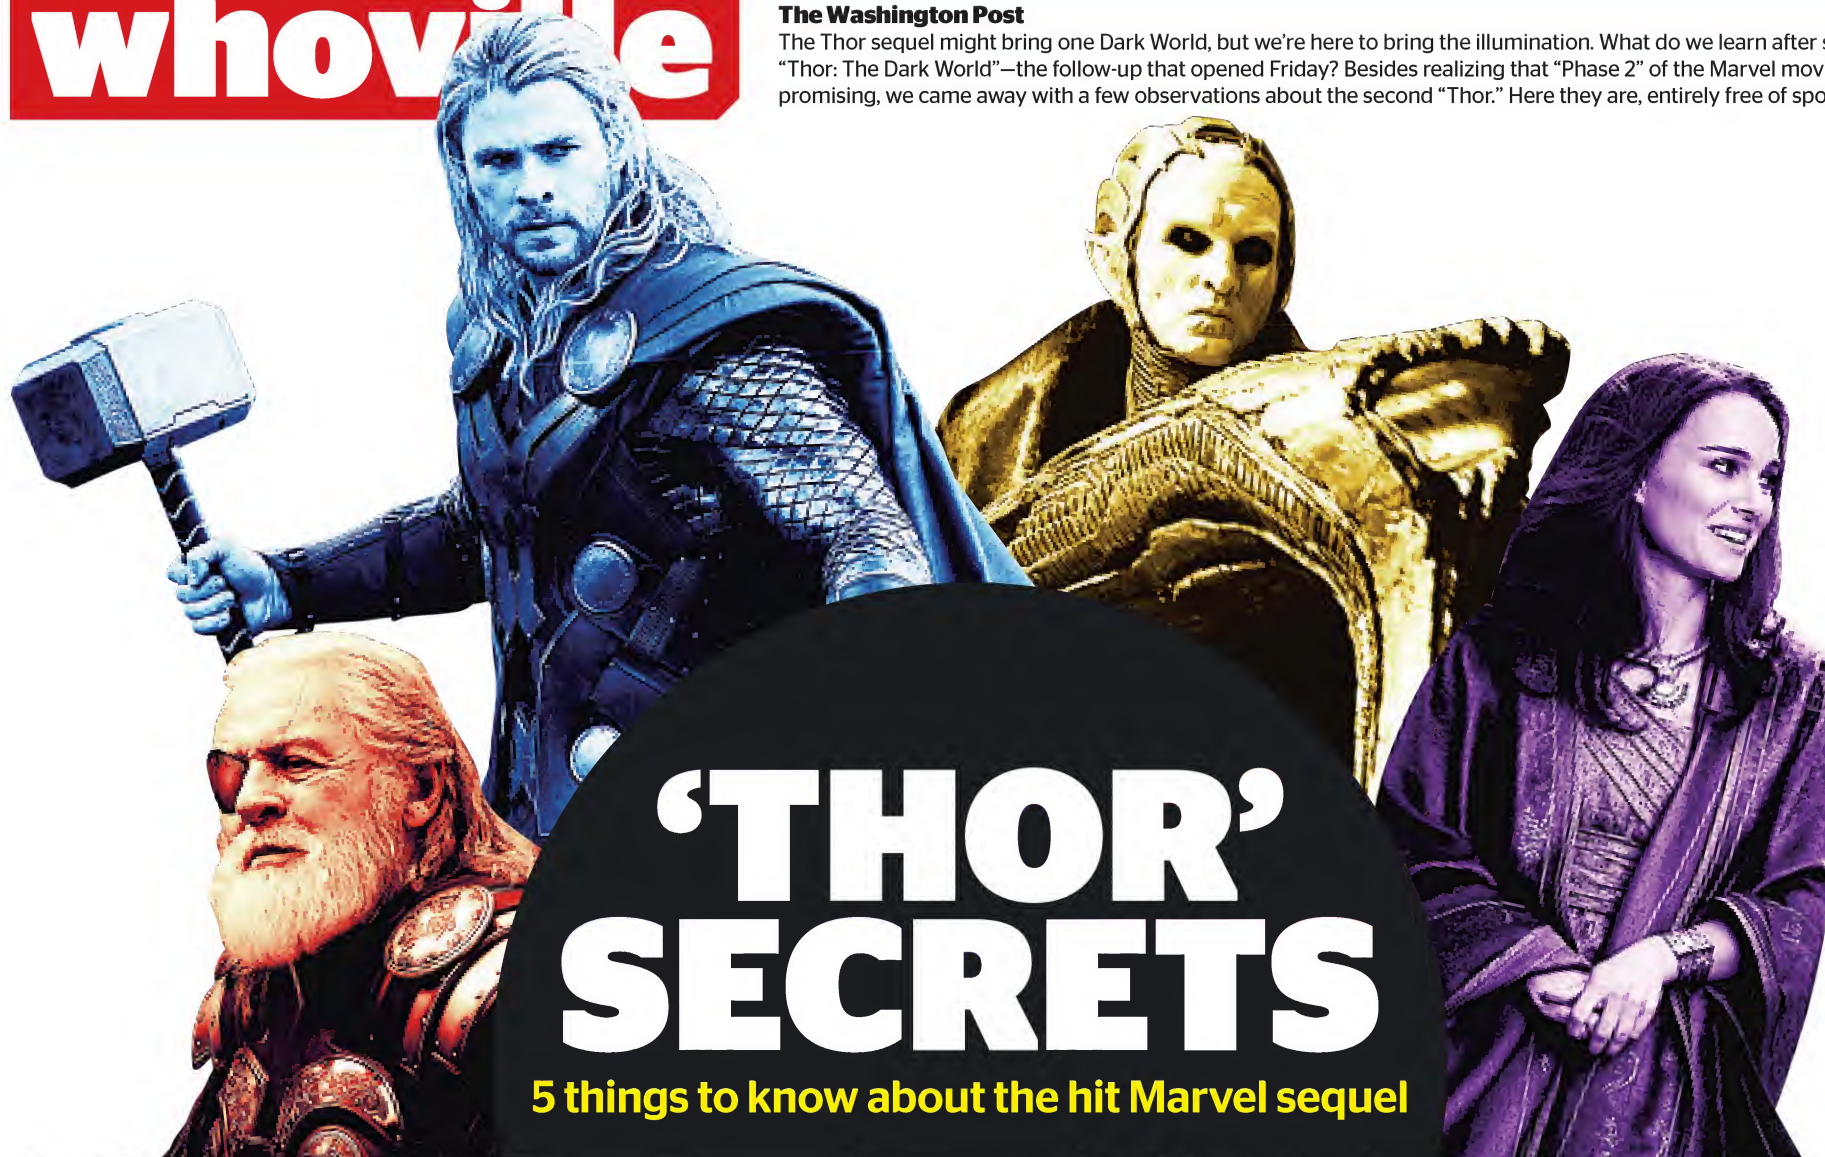 whoville
The Washington Post
The Thor sequel might bring one Dark World, but we’re here to bring the illumination. What do we learn after
“Thor: The Dark World”—the follow-up that opened Friday? Besides realizing that “Phase 2” of the Marvel mov
promising, we came away with a few observations about the second “Thor.” Here they are, entirely free of spo
‘THOR’
SECRETS
5 things to know about the hit Marvel sequel